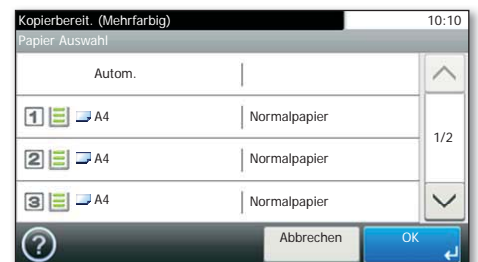 Kopierbereit. (Mehrfarbig) 10:10
Papier Auswahl
Autom.
1 A4 Normalpapier
2 A4 Normalpapier
3 A4 Normalpapier
1/2
? Abbrechen OK